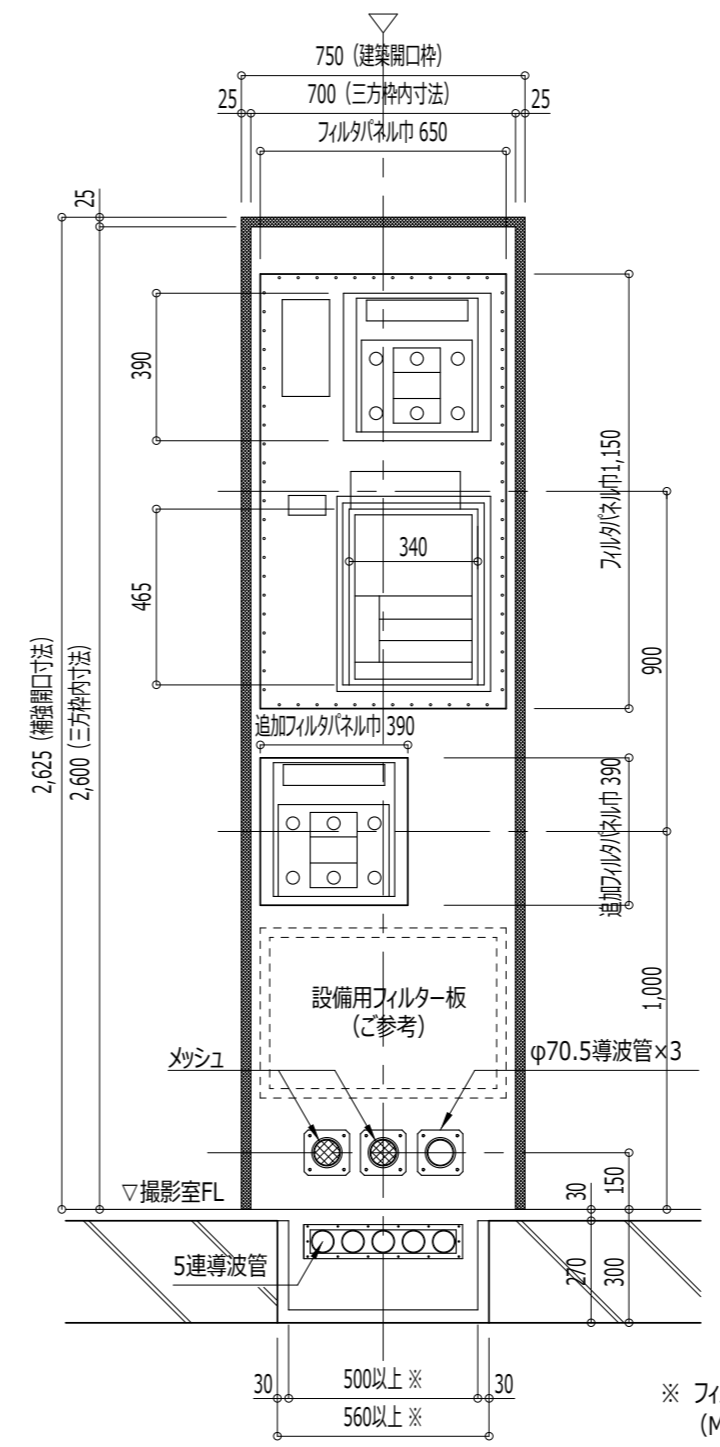 750（建築開口枠）
25
700（三方枠内寸法）
25
フィルタパネル巾 650
25
390
フィルタパネル巾1,150
340
465
900
2,625（補強開口寸法）
2,600（三方枠内寸法）
追加フィルタパネル巾 390
追加フィルタパネル巾 390
設備用フィルター板
（ご参考）
1,000
メッシュ
φ70.5導波管×3
▽撮影室FL
30
150
5連導波管
270
300
30
500以上 ※
30
560以上 ※
※ フィ
（M